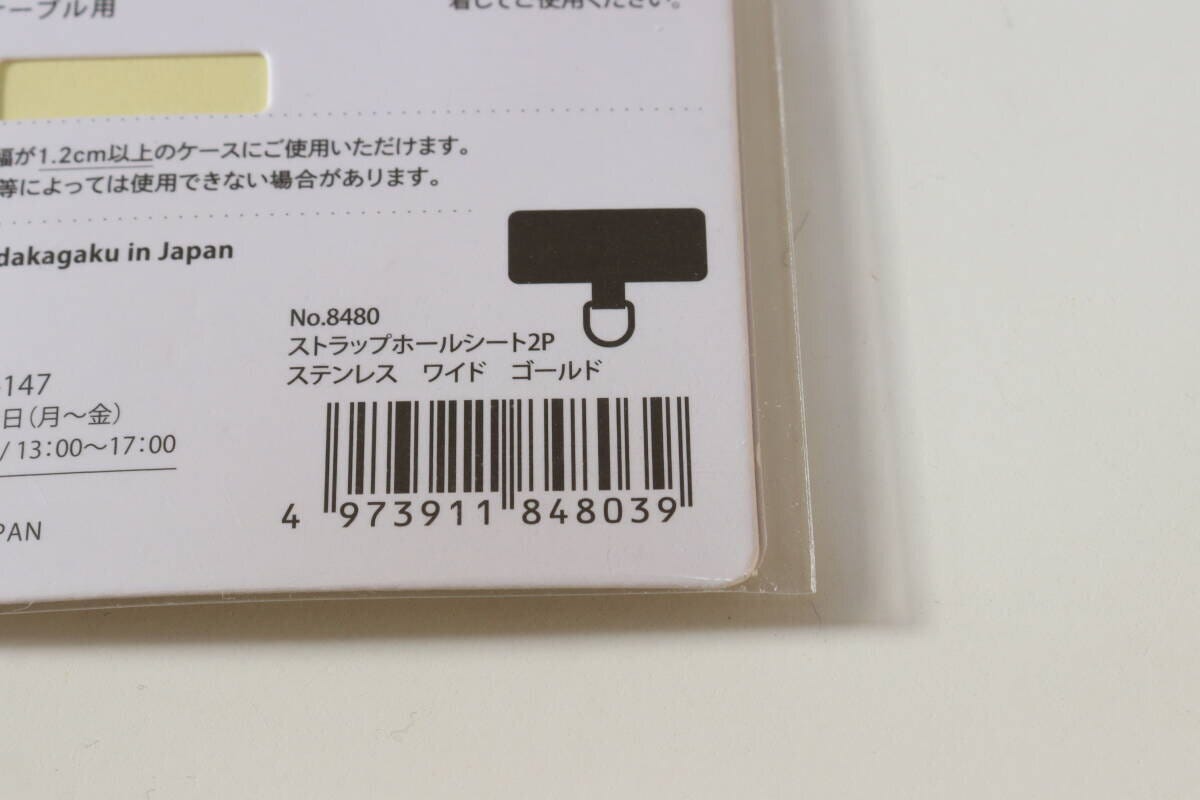 ーブル用
着してご使用ください。
幅が1.2cm以上のケースにご使用いただけます。
等によっては使用できない場合があります。
dakagaku in Japan
No.8480
ストラップホールシート2P
ステンレス　ワイド　ゴールド
147
日(月〜金)
/ 13:00〜17:00
PAN
4 973911 848039